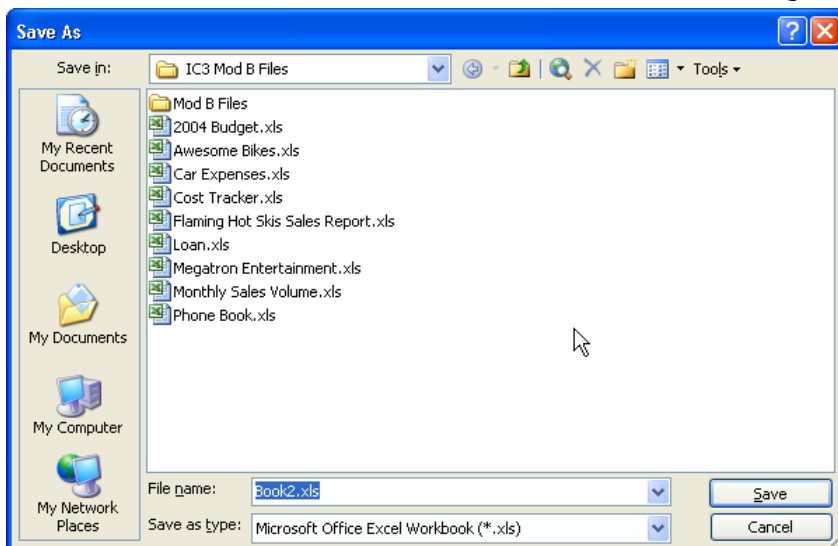 Save As
Save in:
IC3 Mod B Files
Tools
My Recent
Documents
Desktop
My Documents
My Computer
My Network
Places
Mod B Files
2004 Budget.xls
Awesome Bikes.xls
Car Expenses.xls
Cost Tracker.xls
Flaming Hot Skis Sales Report.xls
Loan.xls
Megatron Entertainment.xls
Monthly Sales Volume.xls
Phone Book.xls
File name:
Book2.xls
Save
Save as type:
Microsoft Office Excel Workbook (*.xls)
Cancel